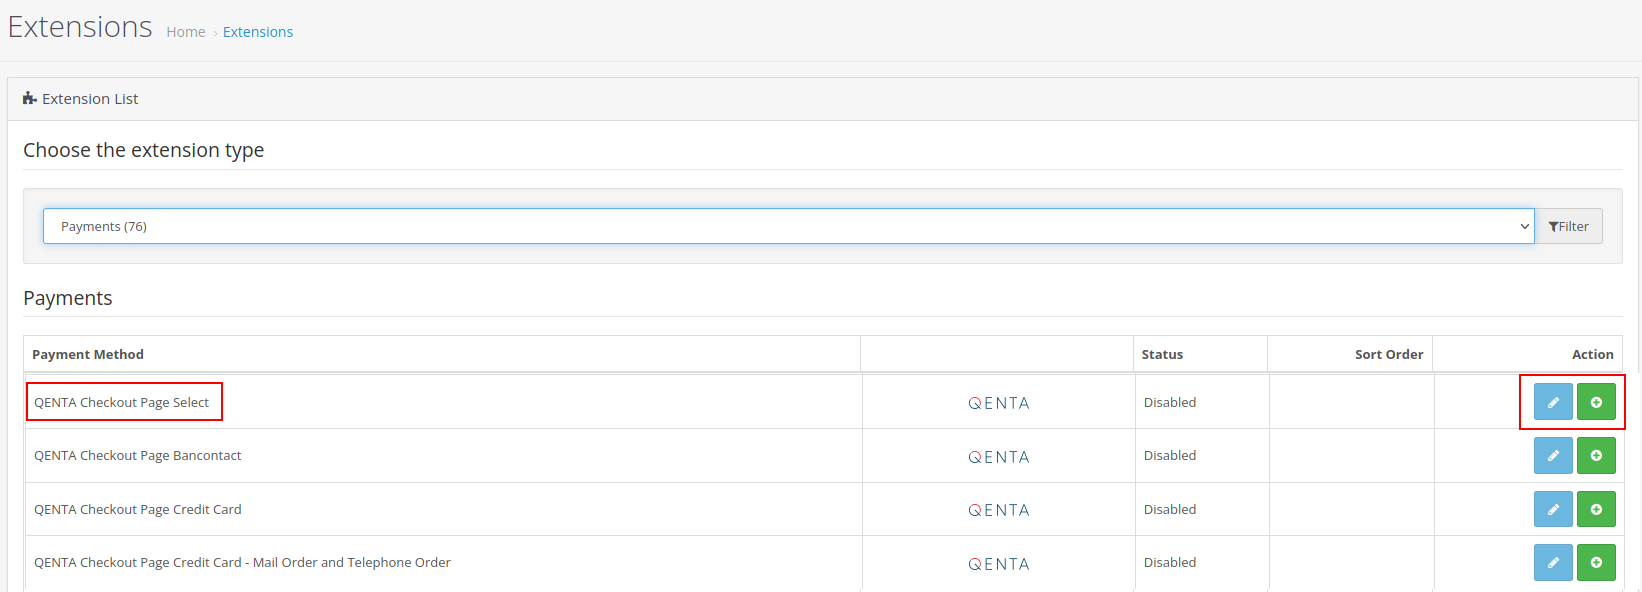 Extensions Home › Extensions
Extension List
Choose the extension type
Payments (76) Filter
Payments
Payment Method Status Sort Order Action
QENTA Checkout Page Select QENTA Disabled
QENTA Checkout Page Bancontact QENTA Disabled
QENTA Checkout Page Credit Card QENTA Disabled
QENTA Checkout Page Credit Card - Mail Order and Telephone Order QENTA Disabled